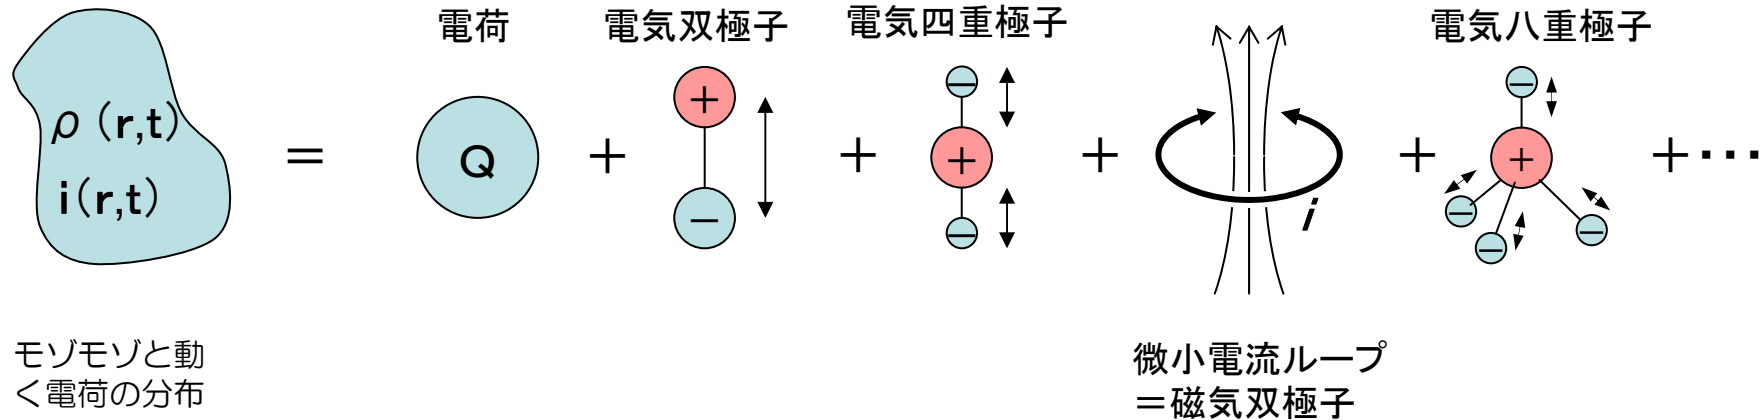 電荷
電気双極子
電気四重極子
電気八重極子
ρ(r,t)
i(r,t)
=
Q
+
+
−
+
−
+
−
+
i
+
−
+
−
−
−
+・・・
モゾモゾと動
く電荷の分布
微小電流ループ
=磁気双極子